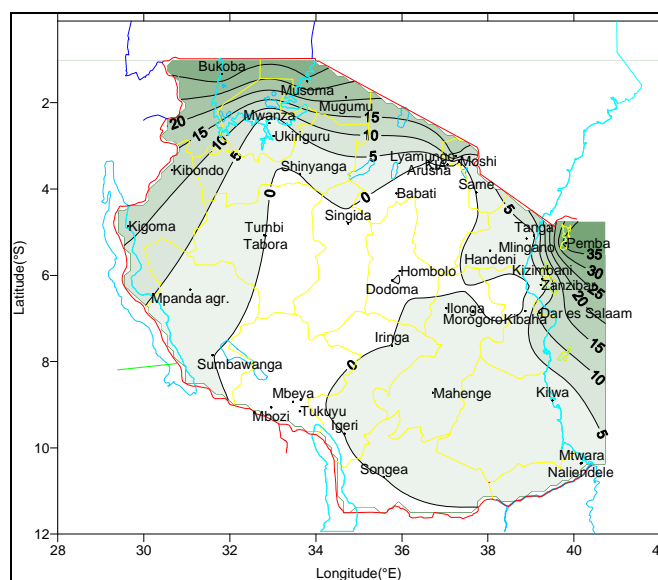 Bukoba
Musoma
Mugumu
20
15
15
10
10
Mwanza
Ukiriguru
5
5
Lyamungo
KIA
Moshi
Arusha
Shinyanga
Kibondo
0
0
Same
Babati
Singida
5
Kigoma
Tumbi
Tabora
Tanga
Mlingano
Pemba
35
Handeni
30
Hombolo
Kizimbani
25
Dodoma
Zanzibar
20
Mpanda agr.
Ilonga
Morogoro
Kibaha
Dar es Salaam
Iringa
15
Sumbawanga
0
10
Mbeya
Mahenge
Kilwa
Mbozi
Tukuyu
Igeri
5
Mtwara
Songea
Naliendele
2
4
6
8
10
12
Latitude(°S)
28
30
32
34
36
38
40
Longitude(°E)